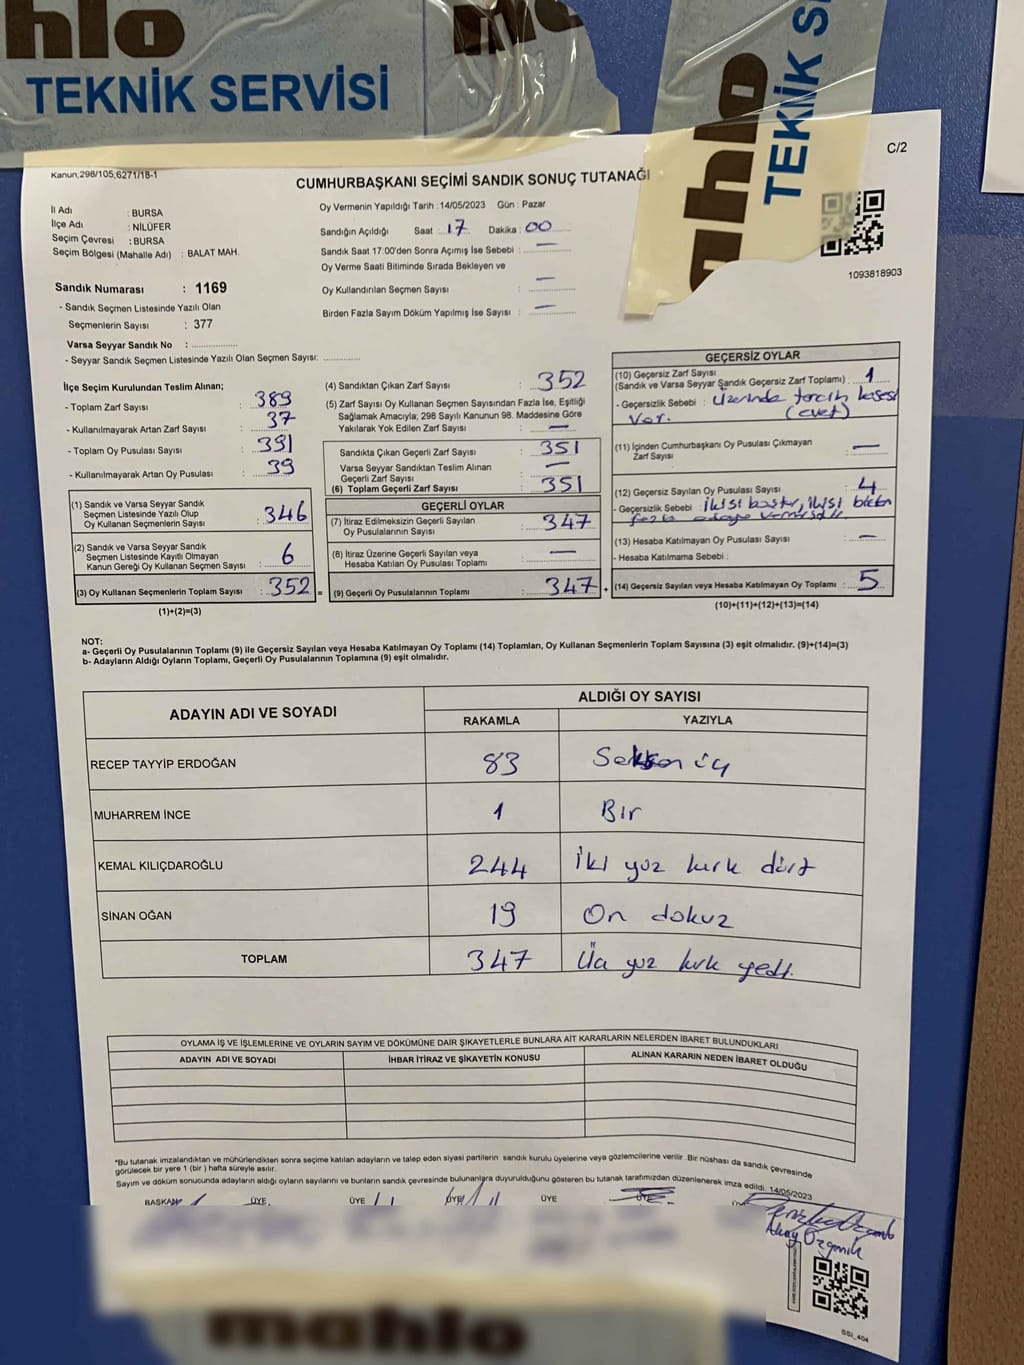 hlo
TEKNİK SERVİSİ
mahlo
TEKNİK S
C/2
Kanun;298/105,6271/18-1
CUMHURBAŞKANI SEÇİMİ SANDIK SONUÇ TUTANAĞI
İl Adı : BURSA
İlçe Adı : NİLÜFER
Seçim Çevresi : BURSA
Seçim Bölgesi (Mahalle Adı) : BALAT MAH.
Oy Vermenin Yapıldığı Tarih : 14/05/2023 Gün : Pazar
Sandığın Açıldığı Saat : 17 Dakika : 00
Sandık Saat 17:00'den Sonra Açımış İse Sebebi : —
Oy Verme Saati Bitiminde Sırada Bekleyen ve
Oy Kullandırılan Seçmen Sayısı : —
Birden Fazla Sayım Döküm Yapılmış İse Sayısı : —
1093818903
Sandık Numarası : 1169
- Sandık Seçmen Listesinde Yazılı Olan
Seçmenlerin Sayısı : 377
Varsa Seyyar Sandık No :
- Seyyar Sandık Seçmen Listesinde Yazılı Olan Seçmen Sayısı:
İlçe Seçim Kurulundan Teslim Alınan;
- Toplam Zarf Sayısı : 389
- Kullanılmayarak Artan Zarf Sayısı : 37
- Toplam Oy Pusulası Sayısı : 391
- Kullanılmayarak Artan Oy Pusulası : 39
(1) Sandık ve Varsa Seyyar Sandık
Seçmen Listesinde Yazılı Olup
Oy Kullanan Seçmenlerin Sayısı : 346
(2) Sandık ve Varsa Seyyar Sandık
Seçmen Listesinde Kayıtlı Olmayan
Kanun Gereği Oy Kullanan Seçmen Sayısı : 6
(3) Oy Kullanan Seçmenlerin Toplam Sayısı : 352 =
(1)+(2)=(3)
(4) Sandıktan Çıkan Zarf Sayısı : 352
(5) Zarf Sayısı Oy Kullanan Seçmen Sayısından Fazla İse, Eşitliği
Sağlamak Amacıyla; 298 Sayılı Kanunun 98. Maddesine Göre
Yakılarak Yok Edilen Zarf Sayısı : —
Sandıkta Çıkan Geçerli Zarf Sayısı : 351
Varsa Seyyar Sandıktan Teslim Alınan
Geçerli Zarf Sayısı : —
(6) Toplam Geçerli Zarf Sayısı : 351
GEÇERLİ OYLAR
(7) İtiraz Edilmeksizin Geçerli Sayılan
Oy Pusulasının Sayısı : 347
(8) İtiraz Üzerine Geçerli Sayılan veya
Hesaba Katılan Oy Pusulası Toplamı : —
(9) Geçerli Oy Pusulalarının Toplamı : 347 +
GEÇERSİZ OYLAR
(10) Geçersiz Zarf Sayısı
(Sandık ve Varsa Seyyar Sandık Geçersiz Zarf Toplamı) : 1
- Geçersizlik Sebebi : Üzerinde tercih kaşesi
var. (evet)
(11) İçinden Cumhurbaşkanı Oy Pusulası Çıkmayan
Zarf Sayısı : —
(12) Geçersiz Sayılan Oy Pusulası Sayısı : 4
- Geçersizlik Sebebi : İkisi boştur, ikisi birden
fazla adaya
(13) Hesaba Katılmayan Oy Pusulası Sayısı : —
- Hesaba Katılmama Sebebi :
(14) Geçersiz Sayılan veya Hesaba Katılmayan Oy Toplamı : 5
(10)+(11)+(12)+(13)=(14)
NOT:
a- Geçerli Oy Pusulalarının Toplamı (9) ile Geçersiz Sayılan veya Hesaba Katılmayan Oy Toplamı (14) Toplamları, Oy Kullanan Seçmenlerin Toplam Sayısına (3) eşit olmalıdır. (9)+(14)=(3)
b- Adayların Aldığı Oyların Toplamı, Geçerli Oy Pusulalarının Toplamına (9) eşit olmalıdır.
ADAYIN ADI VE SOYADI ALDIĞI OY SAYISI
RAKAMLA YAZIYLA
RECEP TAYYİP ERDOĞAN 83 Seksen üç
MUHARREM İNCE 1 Bir
KEMAL KILIÇDAROĞLU 244 İki yüz kırk dört
SİNAN OĞAN 19 On dokuz
TOPLAM 347 Üç yüz kırk yedi.
OYLAMA İŞ VE İŞLEMLERİNE VE OYLARIN SAYIM VE DÖKÜMÜNE DAİR ŞİKAYETLERLE BUNLARA AİT KARARLARIN NELERDEN İBARET BULUNDUKLARI
ADAYIN ADI VE SOYADI İHBAR İTİRAZ VE ŞİKAYETİN KONUSU ALINAN KARARIN NEDEN İBARET OLDUĞU
*Bu tutanak imzalandıktan ve mühürlendikten sonra seçime katılan adayların ve talep eden siyasi partilerin sandık kurulu üyelerine veya gözlemcilerine verilir. Bir nüshası da sandık çevresinde
görülecek bir yere 1 (bir ) hafta süreyle asılır.
Sayım ve döküm sonucunda adayların aldığı oyların sayılarını ve bunların sandık çevresinde bulunanlara duyurulduğunu gösteren bu tutanak tarafımızdan düzenlenerek imza edildi. 14/05/2023
BAŞKAN ÜYE ÜYE ÜYE ÜYE
SSI_404
mahlo